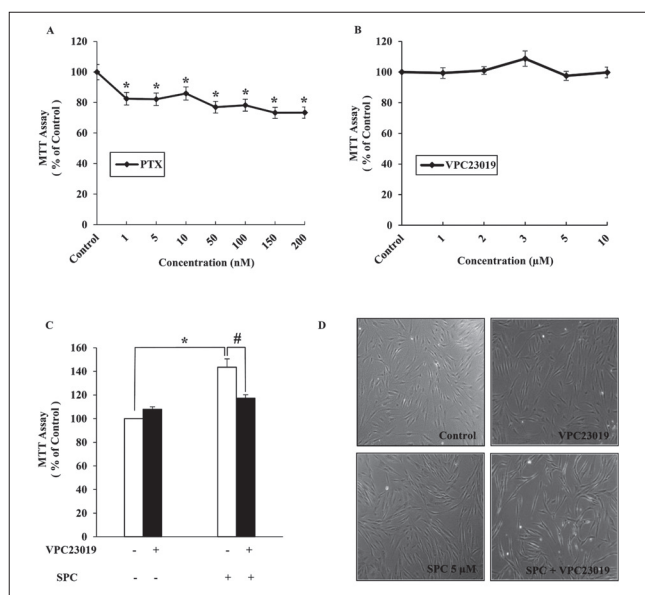 A
120
100
80
60
40
20
0
MTT Assay
( % of Control )
* * * * * * *
PTX
Control 1 5 10 50 100 150 200
Concentration (nM)
B
120
100
80
60
40
20
0
MTT Assay
( % of Control )
VPC23019
Control 1 2 3 5 10
Concentration (µM)
C
160
140
120
100
80
60
40
20
0
MTT Assay
( % of Control )
* #
VPC23019 - + - +
SPC - - + +
D
Control
VPC23019
SPC 5 µM
SPC + VPC23019